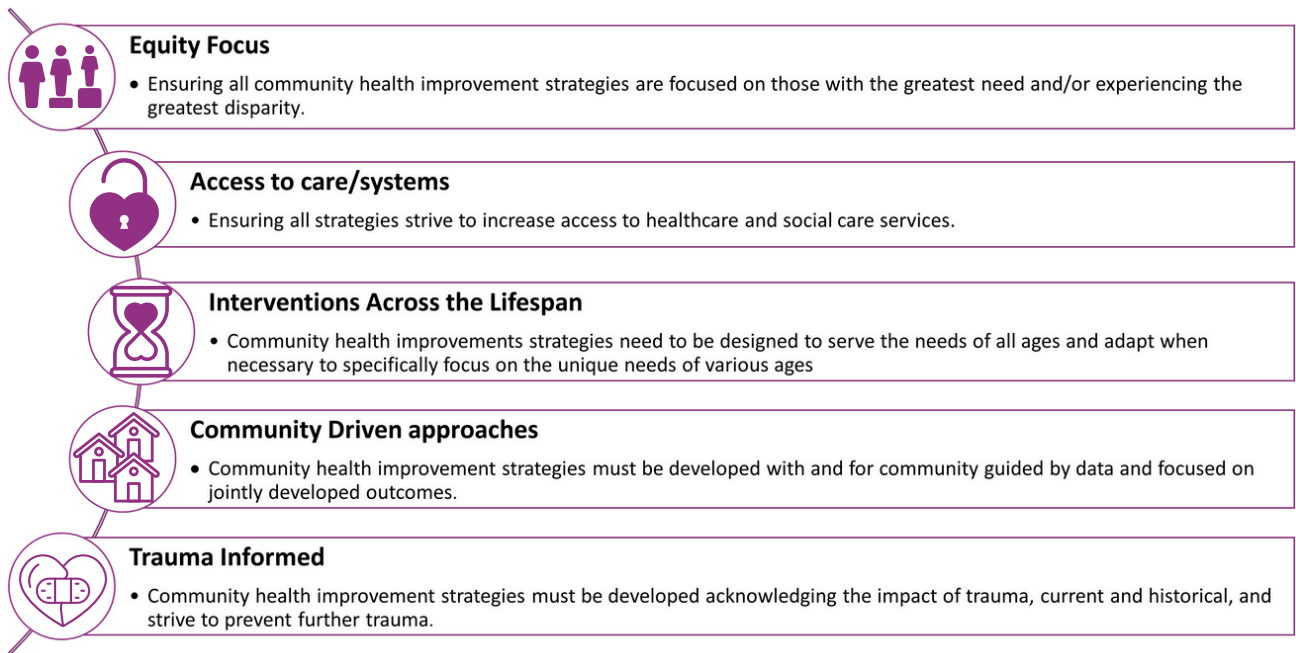 Equity Focus
• Ensuring all community health improvement strategies are focused on those with the greatest need and/or experiencing the
greatest disparity.
Access to care/systems
• Ensuring all strategies strive to increase access to healthcare and social care services.
Interventions Across the Lifespan
• Community health improvements strategies need to be designed to serve the needs of all ages and adapt when
necessary to specifically focus on the unique needs of various ages
Community Driven approaches
• Community health improvement strategies must be developed with and for community guided by data and focused on
jointly developed outcomes.
Trauma Informed
• Community health improvement strategies must be developed acknowledging the impact of trauma, current and historical, and
strive to prevent further trauma.